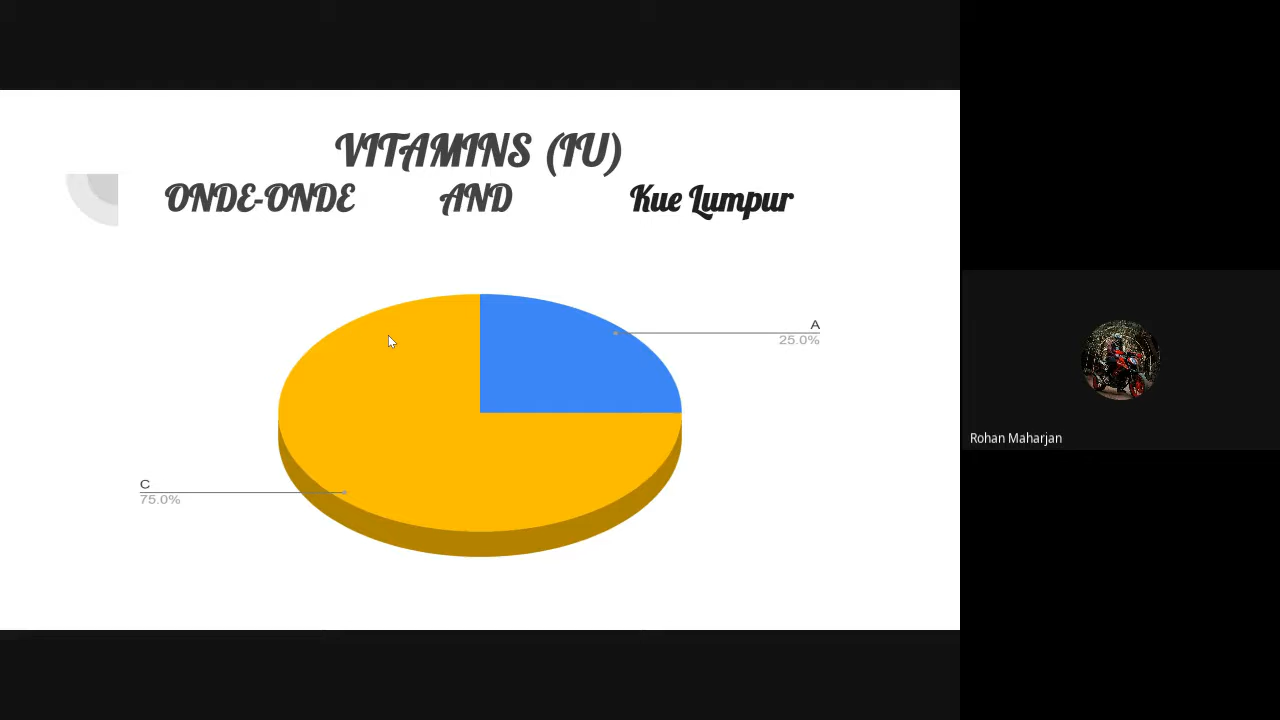 VITAMINS (IU)
ONDE-ONDE AND Kue Lumpur
A
25.0%
C
75.0%
Rohan Maharjan